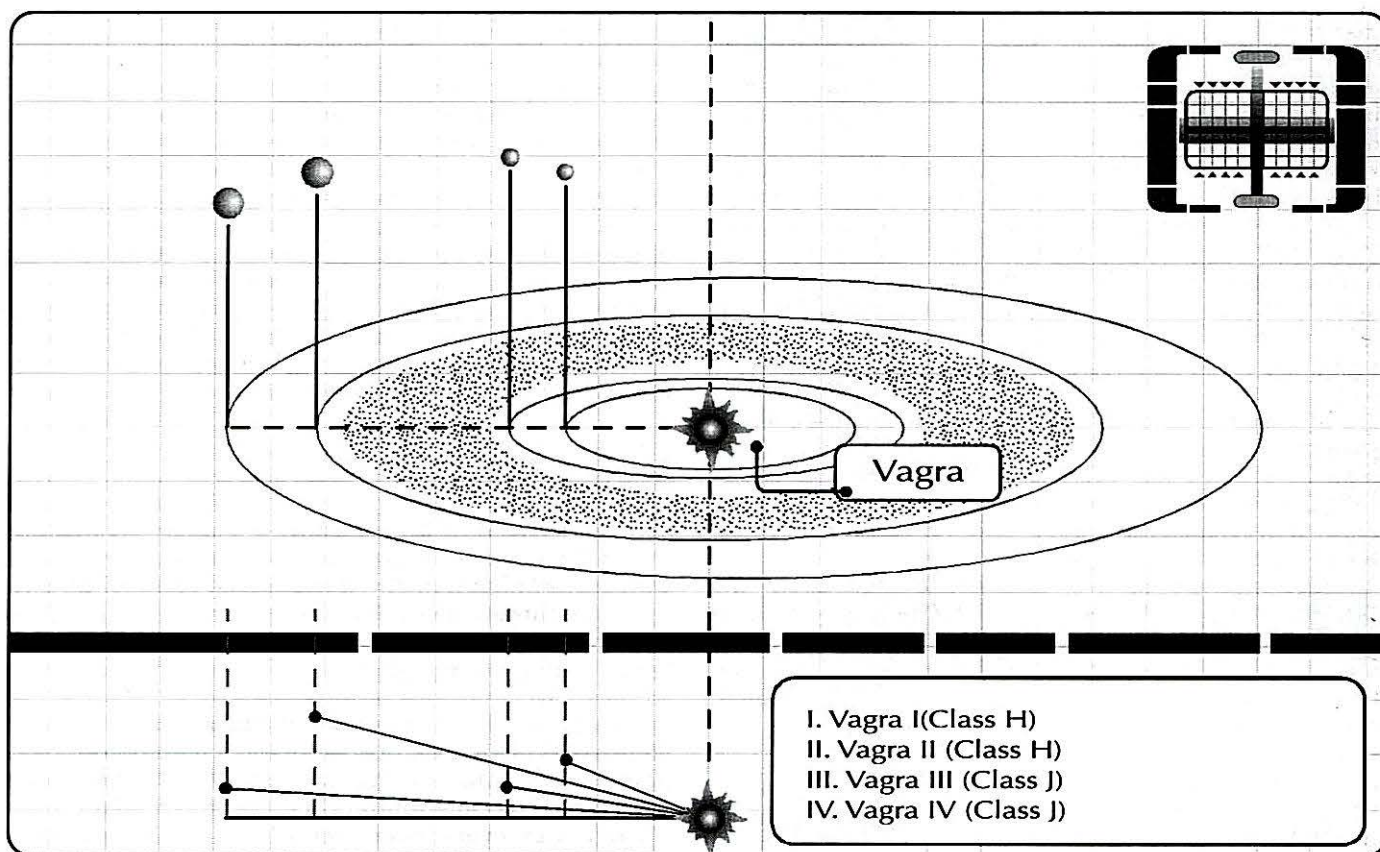 Vagra
I. Vagra I(Class H)
II. Vagra II (Class H)
III. Vagra III (Class J)
IV. Vagra IV (Class J)